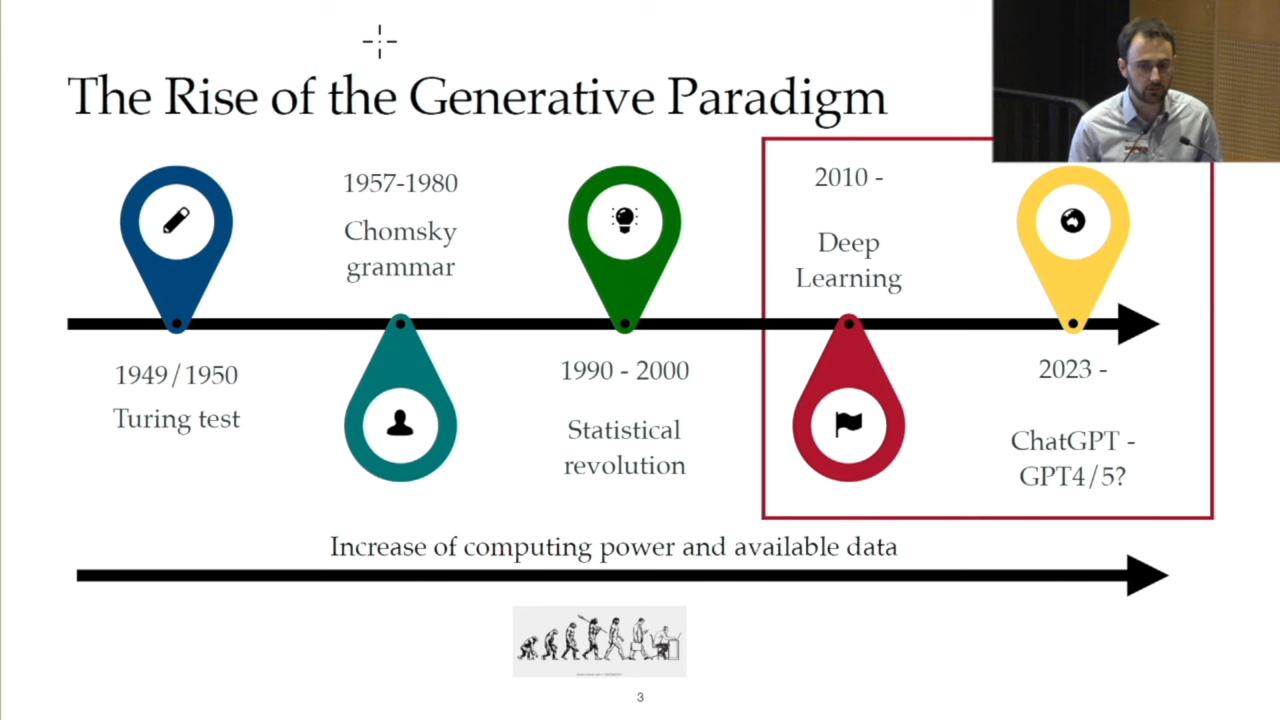 The Rise of the Generative Paradigm
1949/1950
Turing test
1957-1980
Chomsky
grammar
1990 - 2000
Statistical
revolution
2010 -
Deep
Learning
2023 -
ChatGPT -
GPT4/5?
Increase of computing power and available data
3